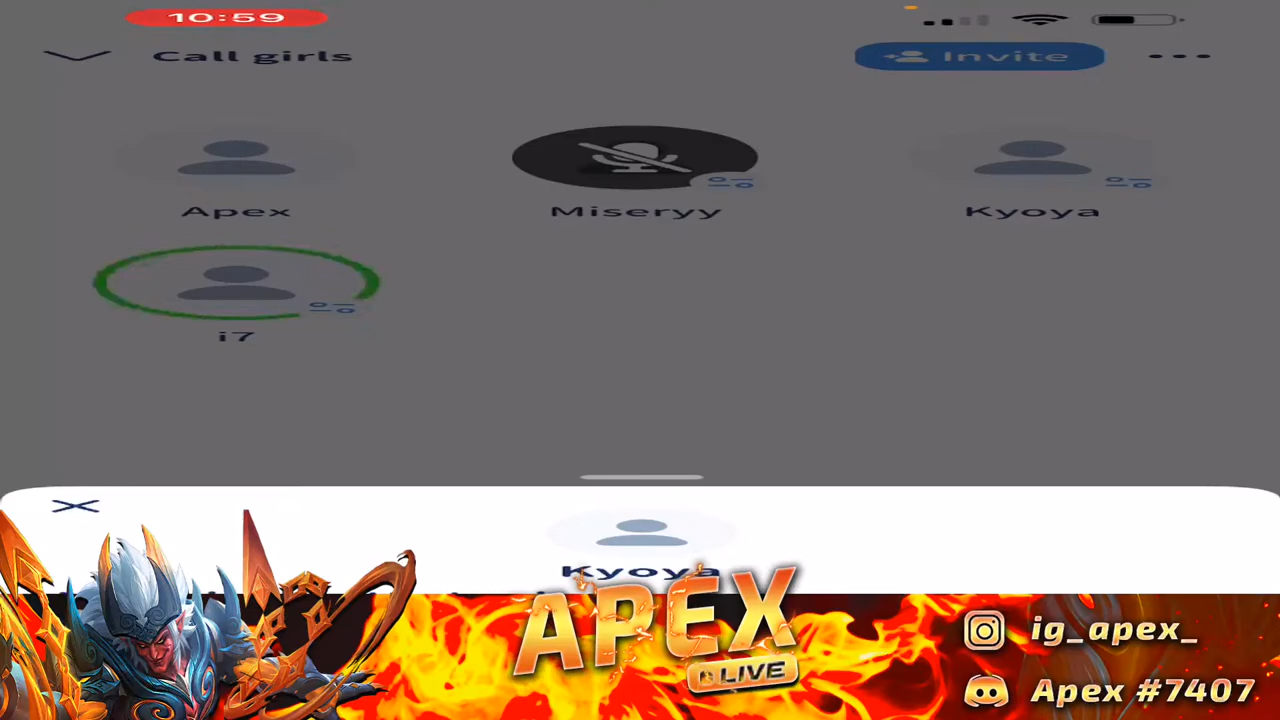 10:59
Call girls
Invite
Apex
Miseryy
Kyoya
i7
Kyoya
APEX
LIVE
ig_apex_
Apex #7407